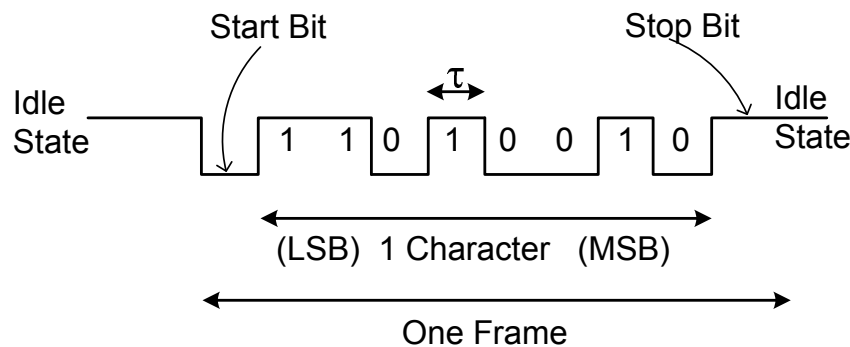 Start Bit
Stop Bit
τ
Idle
State
1 1 0 1 0 0 1 0
Idle
State
(LSB) 1 Character (MSB)
One Frame